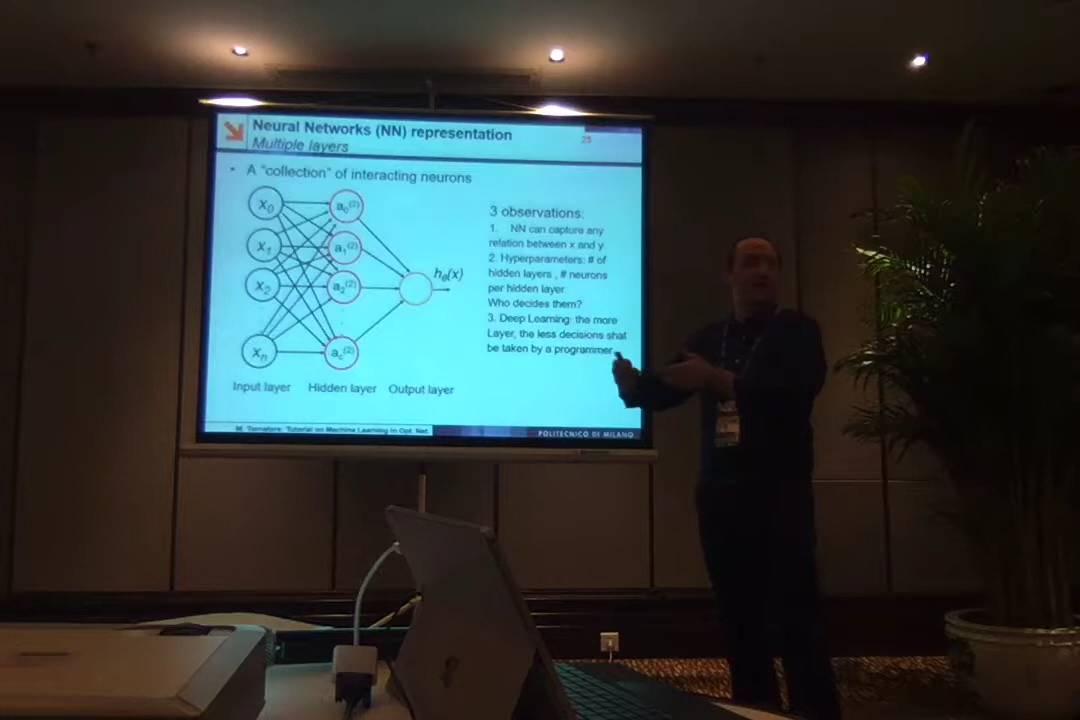 Neural Networks (NN) representation
25
Multiple layers
• A "collection" of interacting neurons
x0
x1
x2
xn
a0(2)
a1(2)
a2(2)
ac(2)
hθ(x)
Input layer Hidden layer Output layer
3 observations:
1. NN can capture any
relation between x and y
2. Hyperparameters: # of
hidden layers , # neurons
per hidden layer.
Who decides them?
3. Deep Learning: the more
Layer, the less decisions shat
be taken by a programmer
M. Tornatore: Tutorial on Machine Learning in Opt. Net.
POLITECNICO DI MILANO